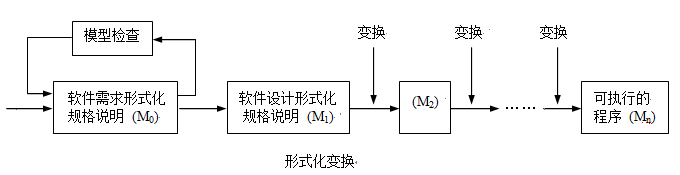 模型检查
变换
变换
变换
软件需求形式化
规格说明 (M₀)
软件设计形式化
规格说明 (M₁)
(M₂)
……
可执行的
程序 (Mn)
形式化变换